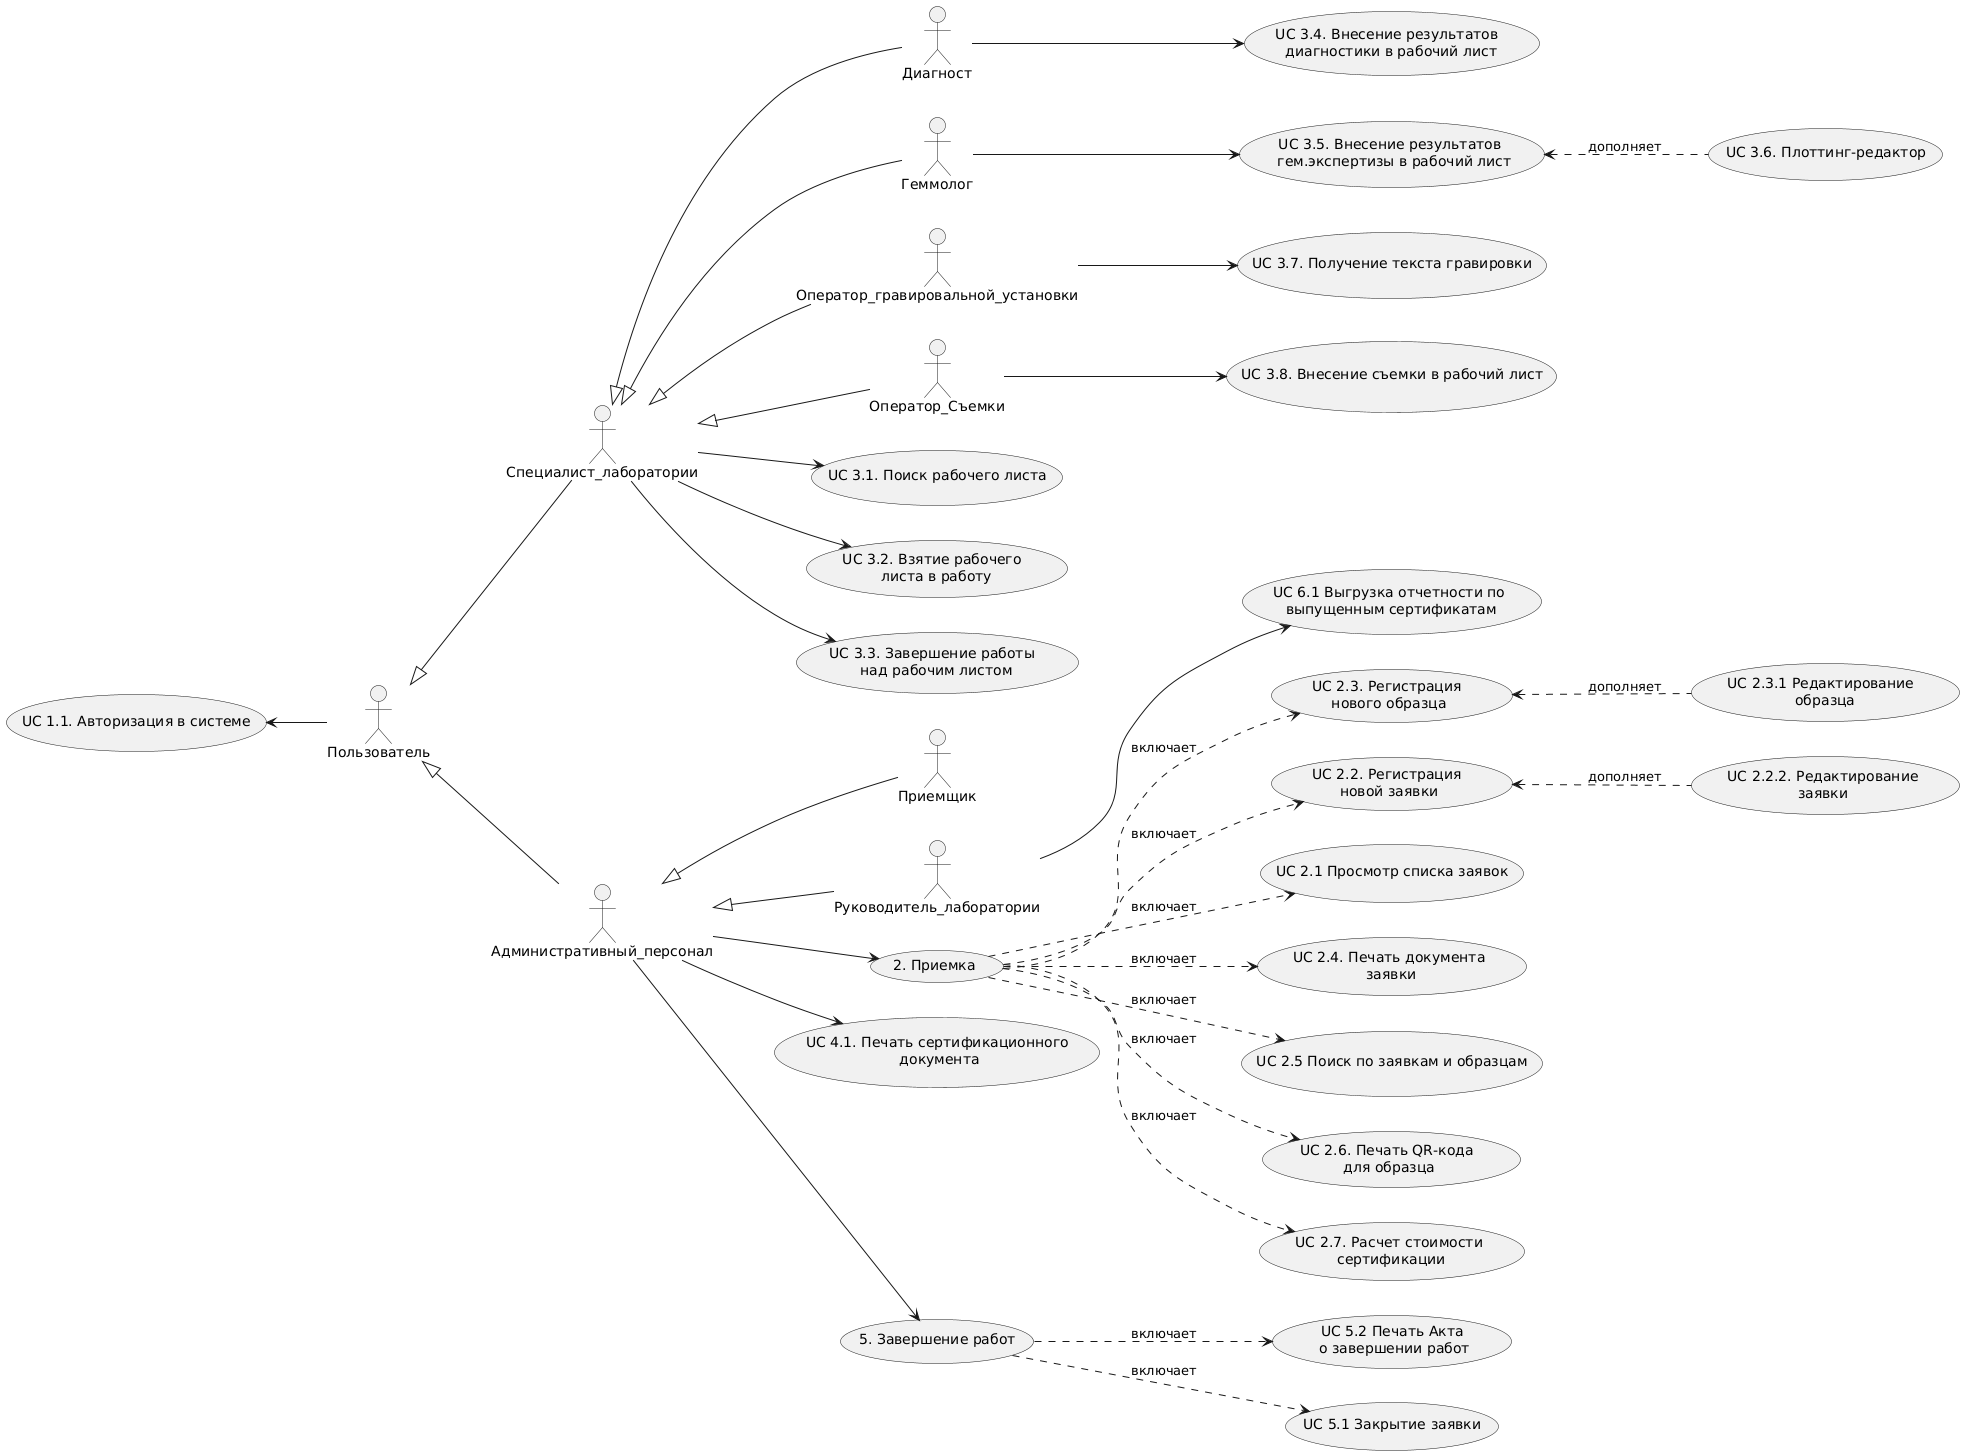 UC 3.4. Внесение результатов
диагностики в рабочий лист
Диагност
UC 3.5. Внесение результатов
гем.экспертизы в рабочий лист
дополняет
UC 3.6. Плоттинг-редактор
Геммолог
UC 3.7. Получение текста гравировки
Оператор_гравировальной_установки
UC 3.8. Внесение съемки в рабочий лист
Оператор_Съемки
Специалист_лаборатории
UC 3.1. Поиск рабочего листа
UC 3.2. Взятие рабочего
листа в работу
UC 6.1 Выгрузка отчетности по
выпущенным сертификатам
UC 3.3. Завершение работы
над рабочим листом
UC 2.3. Регистрация
нового образца
дополняет
UC 2.3.1 Редактирование
образца
UC 1.1. Авторизация в системе
Пользователь
включает
Приемщик
UC 2.2. Регистрация
новой заявки
дополняет
UC 2.2.2. Редактирование
заявки
включает
UC 2.1 Просмотр списка заявок
Руководитель_лаборатории
включает
Административный_персонал
2. Приемка
включает
UC 2.4. Печать документа
заявки
включает
UC 4.1. Печать сертификационного
документа
включает
UC 2.5 Поиск по заявкам и образцам
включает
UC 2.6. Печать QR-кода
для образца
UC 2.7. Расчет стоимости
сертификации
5. Завершение работ
включает
UC 5.2 Печать Акта
о завершении работ
включает
UC 5.1 Закрытие заявки